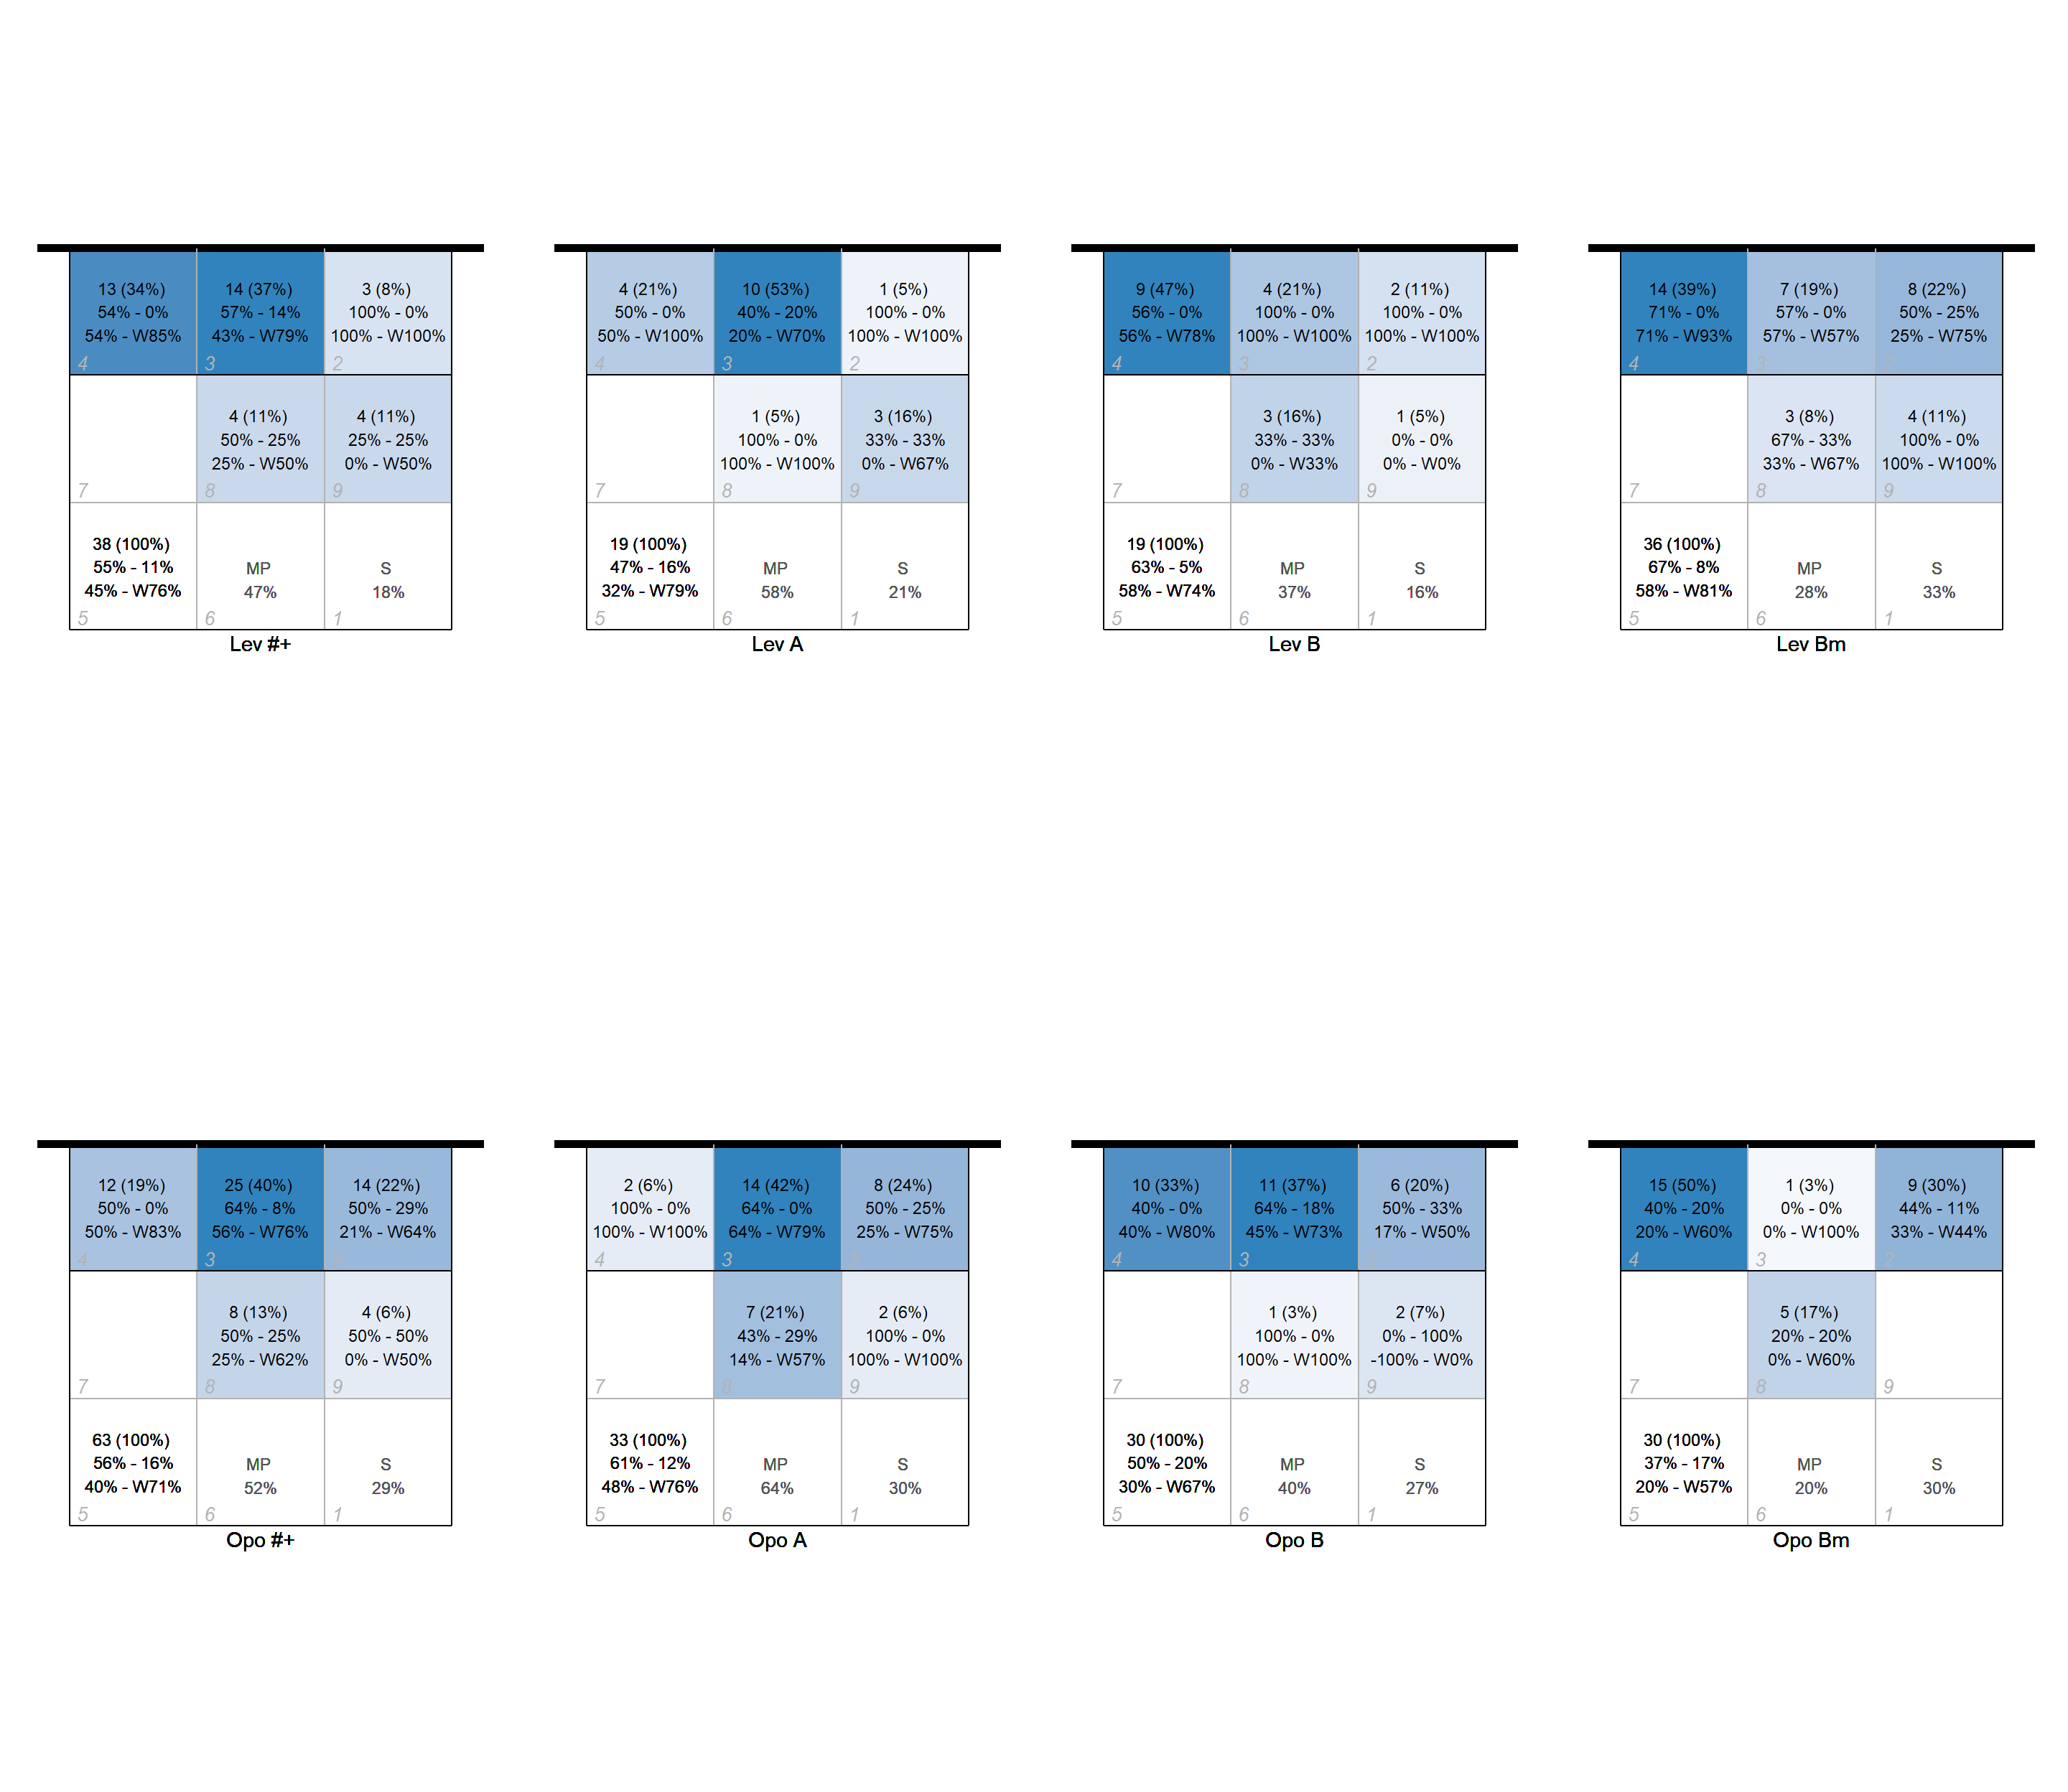 13 (34%)
54% - 0%
54% - W85%
4
14 (37%)
57% - 14%
43% - W79%
3
3 (8%)
100% - 0%
100% - W100%
2
7
4 (11%)
50% - 25%
25% - W50%
8
4 (11%)
25% - 25%
0% - W50%
9
38 (100%)
55% - 11%
45% - W76%
5
MP
47%
6
S
18%
1
Lev #+
4 (21%)
50% - 0%
50% - W100%
4
10 (53%)
40% - 20%
20% - W70%
3
1 (5%)
100% - 0%
100% - W100%
2
7
1 (5%)
100% - 0%
100% - W100%
8
3 (16%)
33% - 33%
0% - W67%
9
19 (100%)
47% - 16%
32% - W79%
5
MP
58%
6
S
21%
1
Lev A
9 (47%)
56% - 0%
56% - W78%
4
4 (21%)
100% - 0%
100% - W100%
3
2 (11%)
100% - 0%
100% - W100%
2
7
3 (16%)
33% - 33%
0% - W33%
8
1 (5%)
0% - 0%
0% - W0%
9
19 (100%)
63% - 5%
58% - W74%
5
MP
37%
6
S
16%
1
Lev B
14 (39%)
71% - 0%
71% - W93%
4
7 (19%)
57% - 0%
57% - W57%
3
8 (22%)
50% - 25%
25% - W75%
7
3 (8%)
67% - 33%
33% - W67%
8
4 (11%)
100% - 0%
100% - W100%
9
36 (100%)
67% - 8%
58% - W81%
5
MP
28%
6
S
33%
1
Lev Bm
12 (19%)
50% - 0%
50% - W83%
4
25 (40%)
64% - 8%
56% - W76%
3
14 (22%)
50% - 29%
21% - W64%
7
8 (13%)
50% - 25%
25% - W62%
8
4 (6%)
50% - 50%
0% - W50%
9
63 (100%)
56% - 16%
40% - W71%
5
MP
52%
6
S
29%
1
Opo #+
2 (6%)
100% - 0%
100% - W100%
4
14 (42%)
64% - 0%
64% - W79%
3
8 (24%)
50% - 25%
25% - W75%
7
7 (21%)
43% - 29%
14% - W57%
8
2 (6%)
100% - 0%
100% - W100%
9
33 (100%)
61% - 12%
48% - W76%
5
MP
64%
6
S
30%
1
Opo A
10 (33%)
40% - 0%
40% - W80%
4
11 (37%)
64% - 18%
45% - W73%
3
6 (20%)
50% - 33%
17% - W50%
7
1 (3%)
100% - 0%
100% - W100%
8
2 (7%)
0% - 100%
-100% - W0%
9
30 (100%)
50% - 20%
30% - W67%
5
MP
40%
6
S
27%
1
Opo B
15 (50%)
40% - 20%
20% - W60%
4
1 (3%)
0% - 0%
0% - W100%
3
9 (30%)
44% - 11%
33% - W44%
7
5 (17%)
20% - 20%
0% - W60%
8
9
30 (100%)
37% - 17%
20% - W57%
5
MP
20%
6
S
30%
1
Opo Bm